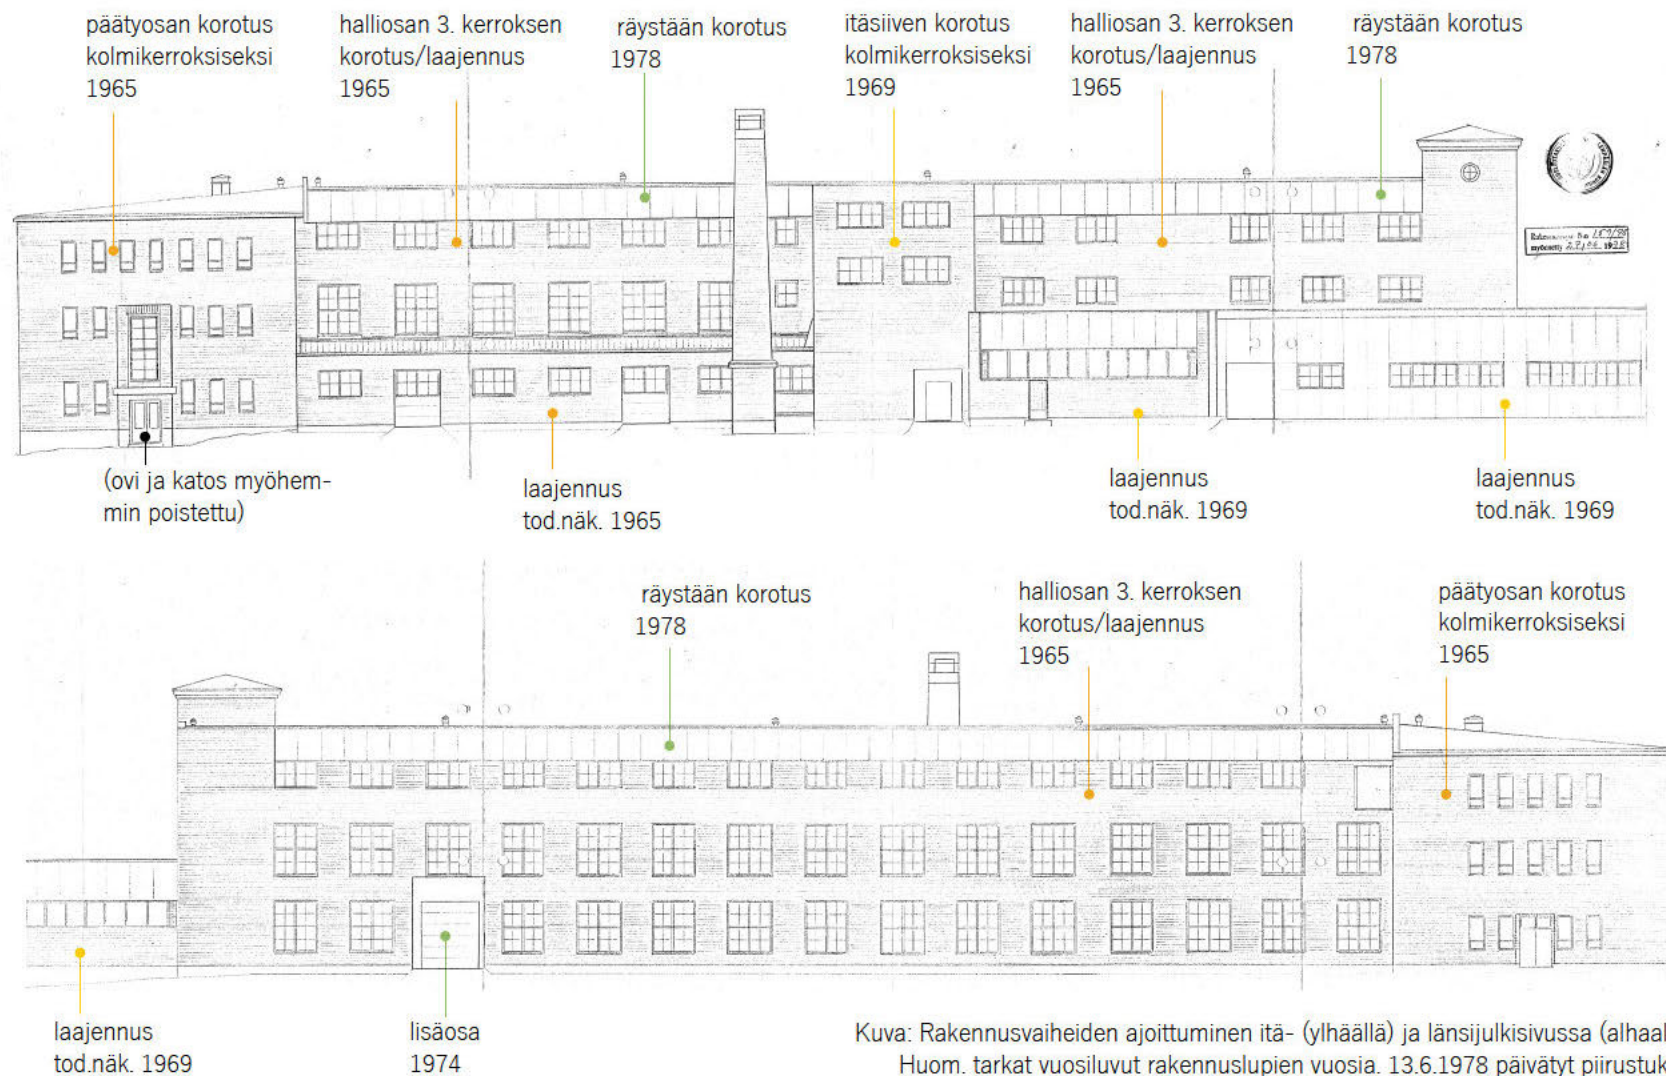 päätyosan korotus
kolmikerroksiseksi
1965
halliosan 3. kerroksen
korotus/laajennus
1965
räystään korotus
1978
itäsiiven korotus
kolmikerroksiseksi
1969
halliosan 3. kerroksen
korotus/laajennus
1965
räystään korotus
1978
(ovi ja katos myöhem-
min poistettu)
laajennus
tod.näk. 1965
laajennus
tod.näk. 1969
laajennus
tod.näk. 1969
räystään korotus
1978
halliosan 3. kerroksen
korotus/laajennus
1965
päätyosan korotus
kolmikerroksiseksi
1965
laajennus
tod.näk. 1969
lisäosa
1974
Kuva: Rakennusvaiheiden ajoittuminen itä- (ylhäällä) ja länsijulkisivussa (alhaal
Huom. tarkat vuosiluvut rakennuslupien vuosia. 13.6.1978 päivätyt piirustuk